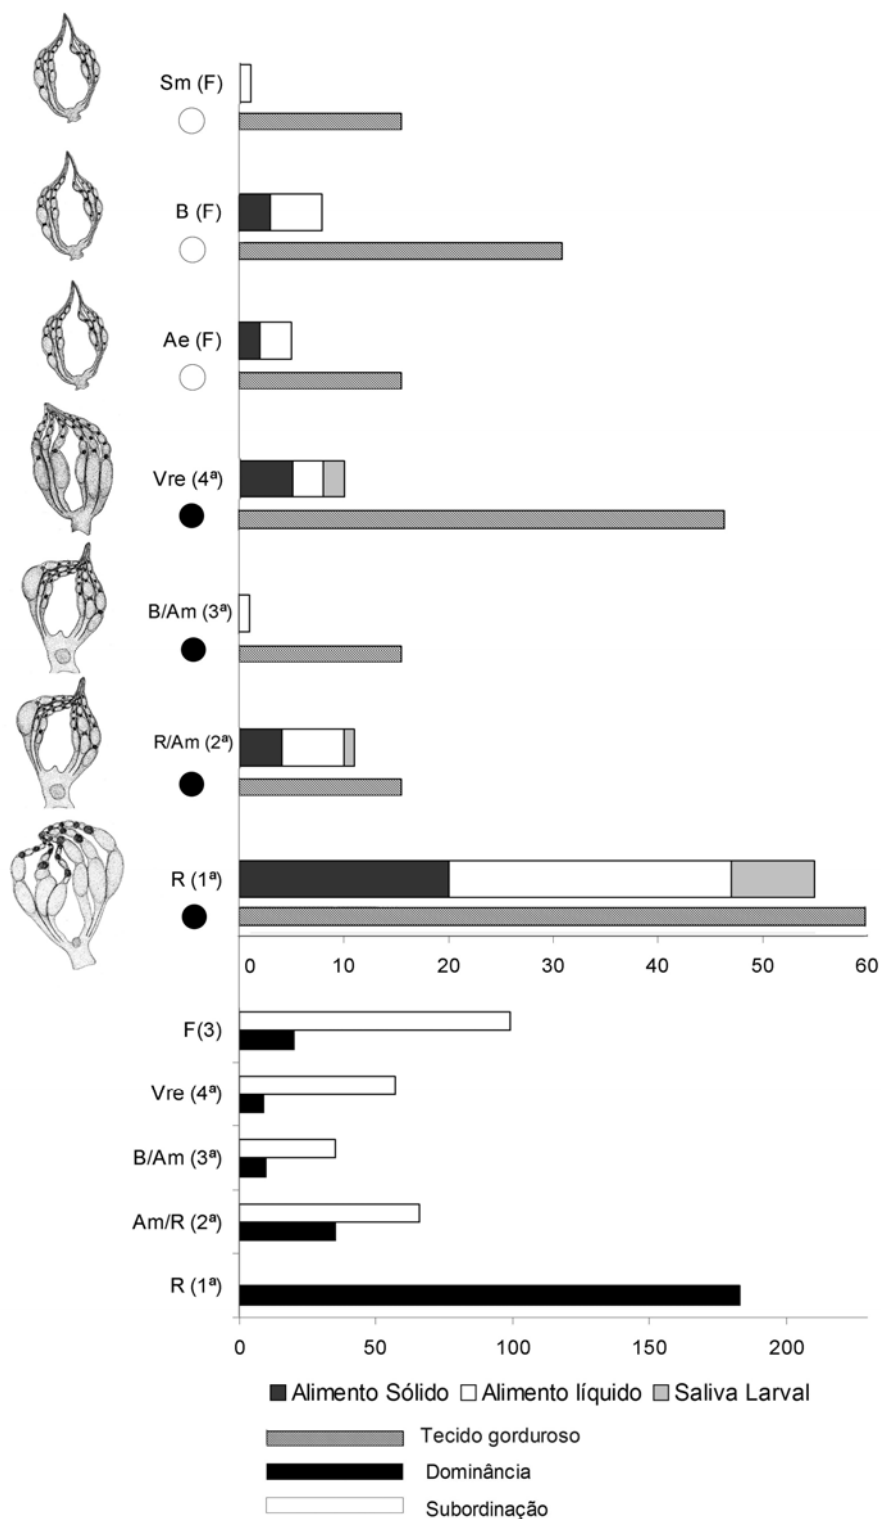 Sm (F)
B (F)
Ae (F)
Vre (4ª)
B/Am (3ª)
R/Am (2ª)
R (1ª)
0 10 20 30 40 50 60
F(3)
Vre (4ª)
B/Am (3ª)
Am/R (2ª)
R (1ª)
0 50 100 150 200
Alimento Sólido Alimento líquido Saliva Larval
Tecido gorduroso
Dominância
Subordinação